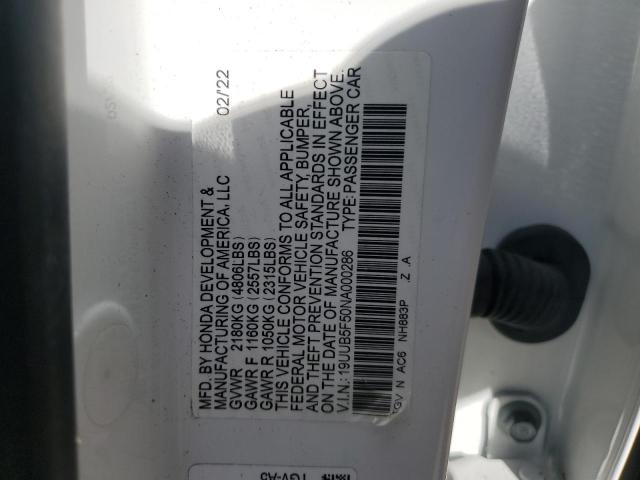 MFD. BY HONDA DEVELOPMENT &
MANUFACTURING OF AMERICA, LLC 02/22
GVWR 2180KG (4806LBS)
GAWR F 1160KG (2557LBS)
GAWR R 1050KG (2315LBS)
THIS VEHICLE CONFORMS TO ALL APPLICABLE
FEDERAL MOTOR VEHICLE SAFETY, BUMPER,
AND THEFT PREVENTION STANDARDS IN EFFECT
ON THE DATE OF MANUFACTURE SHOWN ABOVE.
V.I.N.: 19UUB5F50NA000286 TYPE: PASSENGER CAR
TGV N AC6 NH883P .Z .A
TGV-A5